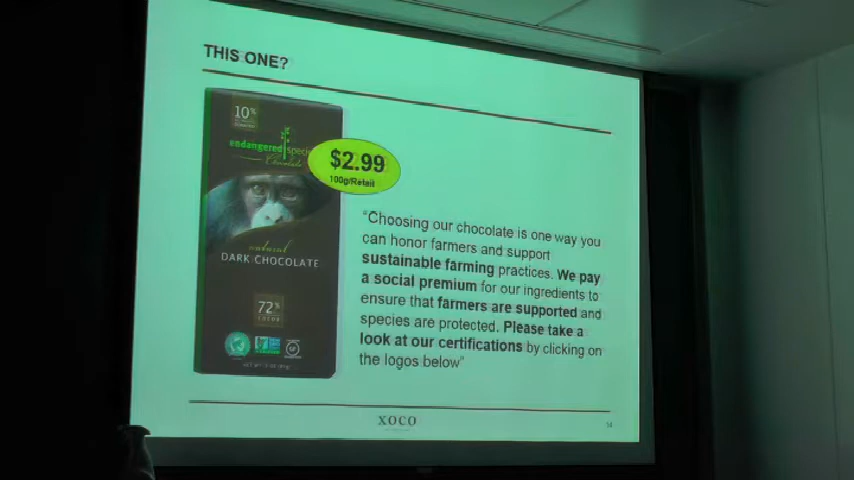 THIS ONE?
10%
endangered species
Chocolate
$2.99
100g/Retail
natural
DARK CHOCOLATE
72%
COCOA
"Choosing our chocolate is one way you
can honor farmers and support
sustainable farming practices. We pay
a social premium for our ingredients to
ensure that farmers are supported and
species are protected. Please take a
look at our certifications by clicking on
the logos below"
XOCO
14